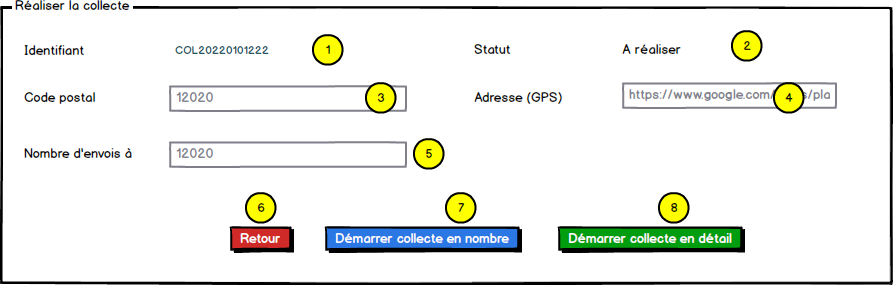 Réaliser la collecte
Identifiant COL20220101222 1 Statut A réaliser 2
Code postal 12020 3 Adresse (GPS) https://www.google.com/ 4 s/pla
Nombre d'envois à 12020 5
6 7 8
Retour Démarrer collecte en nombre Démarrer collecte en détail